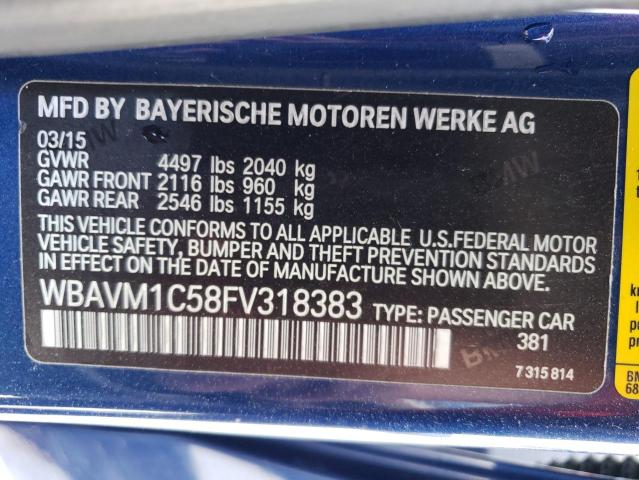 MFD BY BAYERISCHE MOTOREN WERKE AG
03/15
GVWR 4497 lbs 2040 kg
GAWR FRONT 2116 lbs 960 kg
GAWR REAR 2546 lbs 1155 kg
THIS VEHICLE CONFORMS TO ALL APPLICABLE U.S.FEDERAL MOTOR
VEHICLE SAFETY, BUMPER AND THEFT PREVENTION STANDARDS
IN EFFECT ON THE DATE OF MANUFACTURE SHOWN ABOVE.
WBAVM1C58FV318383 TYPE: PASSENGER CAR
381
7 315 814
BMW
BMW
BMW